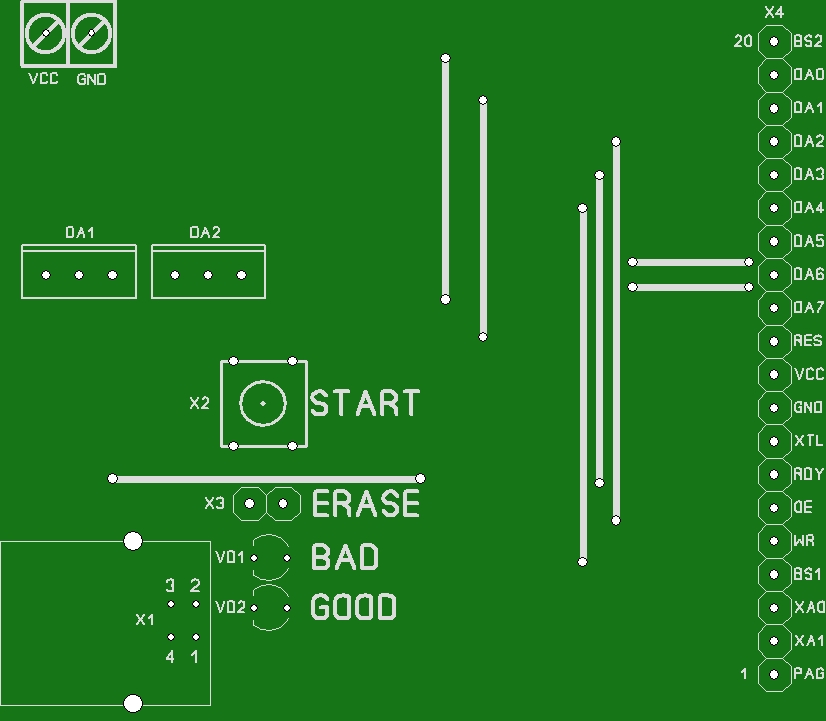 X4
20 BS2
VCC GND
DA0
DA1
DA2
DA3
DA4
DA1 DA2
DA5
DA6
DA7
RES
VCC
X2 START
GND
XTL
RDY
X3 ERASE
OE
WR
VD1 BAD
BS1
3 2
VD2 GOOD
XA0
X1
XA1
4 1
1 PAG